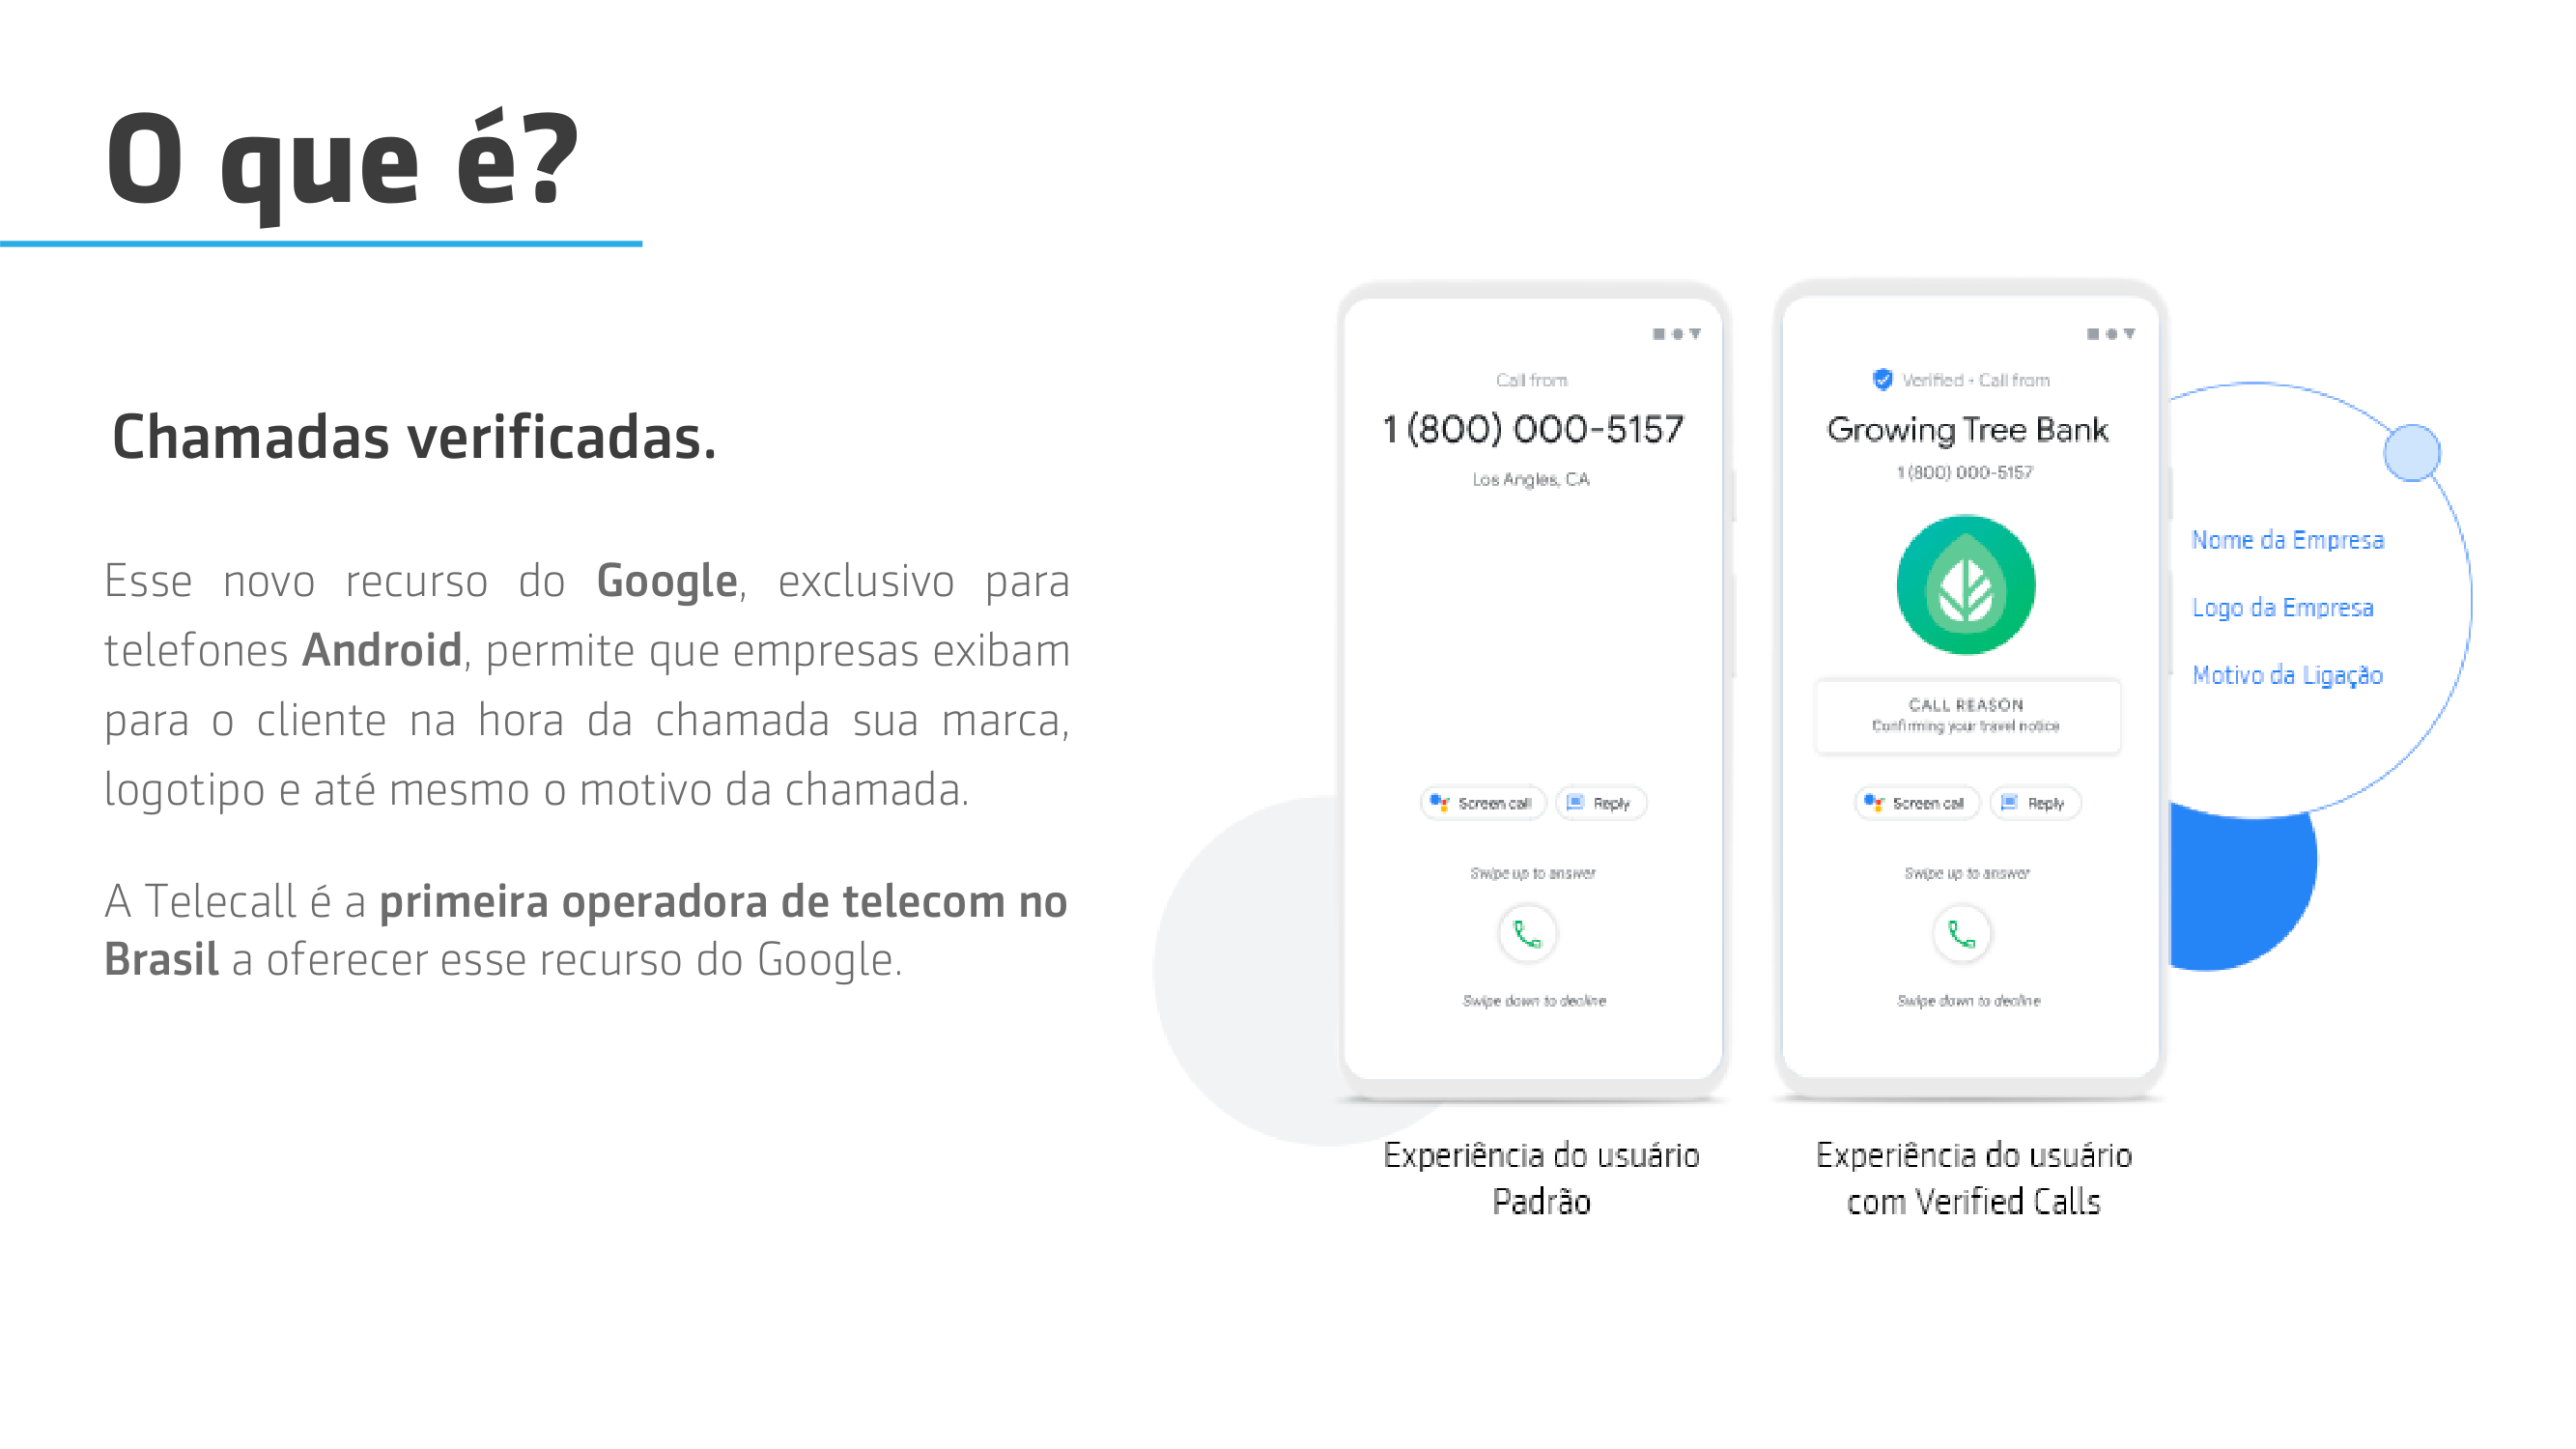 O que é?
Chamadas verificadas.
Esse novo recurso do Google, exclusivo para
telefones Android, permite que empresas exibam
para o cliente na hora da chamada sua marca,
logotipo e até mesmo o motivo da chamada.
A Telecall é a primeira operadora de telecom no
Brasil a oferecer esse recurso do Google.
Call from
1 (800) 000-5157
Los Angles, CA
Screen call
Reply
Swipe up to answer
Swipe down to decline
Experiência do usuário
Padrão
Verified - Call from
Growing Tree Bank
1 (800) 000-5157
CALL REASON
Confirming your travel notice
Screen call
Reply
Swipe up to answer
Swipe down to decline
Experiência do usuário
com Verified Calls
Nome da Empresa
Logo da Empresa
Motivo da Ligação